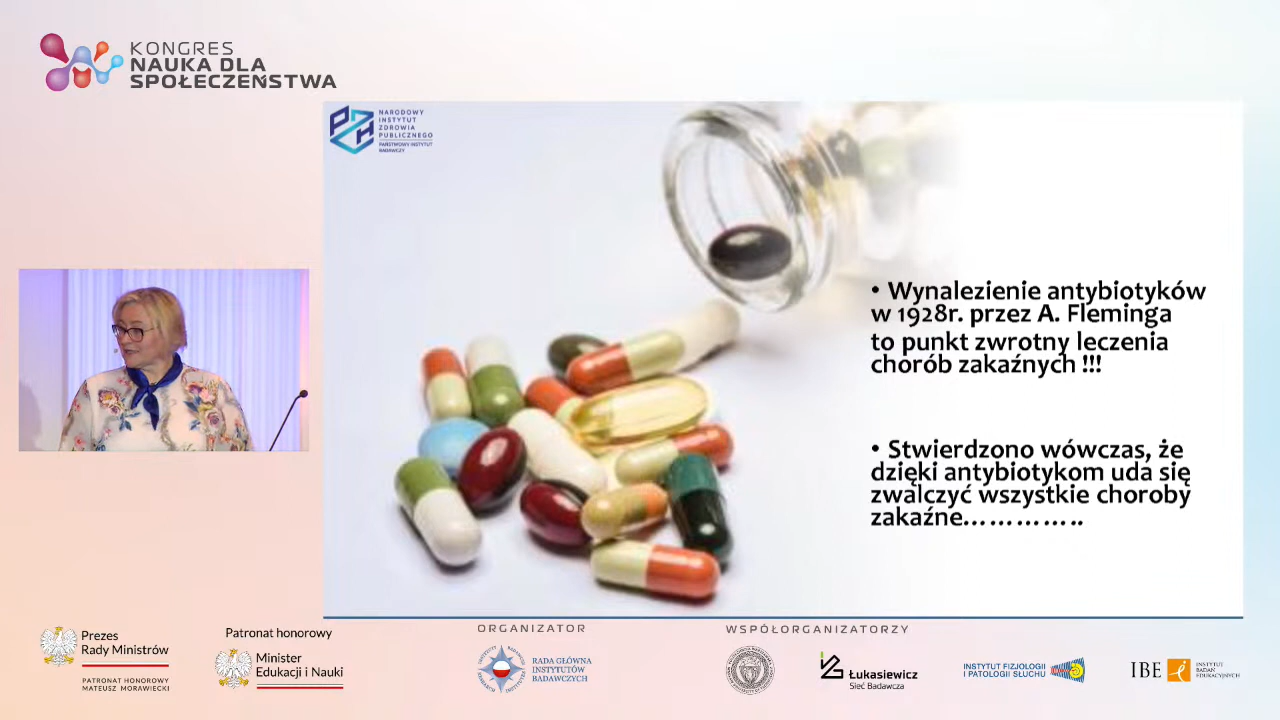 KONGRES
NAUKA DLA
SPOŁECZEŃSTWA
NARODOWY
INSTYTUT
ZDROWIA
PUBLICZNEGO
PAŃSTWOWY INSTYTUT
BADAWCZY
• Wynalezienie antybiotyków
w 1928r. przez A. Fleminga
to punkt zwrotny leczenia
chorób zakaźnych !!!
• Stwierdzono wówczas, że
dzięki antybiotykom uda się
zwalczyć wszystkie choroby
zakaźne…………..
Prezes
Rady Ministrów
PATRONAT HONOROWY
MATEUSZ MORAWIECKI
Patronat honorowy
Minister
Edukacji i Nauki
ORGANIZATOR
RADA GŁÓWNA
INSTYTUTÓW
BADAWCZYCH
WSPÓŁORGANIZATORZY
Łukasiewicz
Sieć Badawcza
INSTYTUT FIZJOLOGII
I PATOLOGII SŁUCHU
IBE
INSTYTUT
BADAŃ
EDUKACYJNYCH